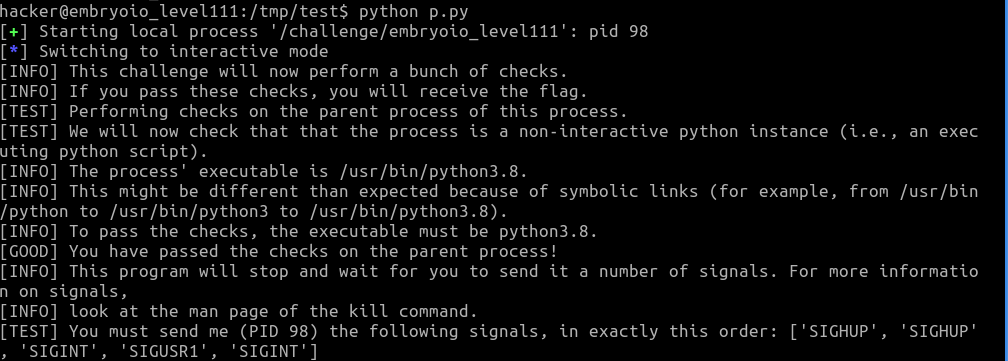 hacker@embryoio_level111:/tmp/test$ python p.py
[+] Starting local process '/challenge/embryoio_level111': pid 98
[*] Switching to interactive mode
[INFO] This challenge will now perform a bunch of checks.
[INFO] If you pass these checks, you will receive the flag.
[TEST] Performing checks on the parent process of this process.
[TEST] We will now check that that the process is a non-interactive python instance (i.e., an exec
uting python script).
[INFO] The process' executable is /usr/bin/python3.8.
[INFO] This might be different than expected because of symbolic links (for example, from /usr/bin
/python to /usr/bin/python3 to /usr/bin/python3.8).
[INFO] To pass the checks, the executable must be python3.8.
[GOOD] You have passed the checks on the parent process!
[INFO] This program will stop and wait for you to send it a number of signals. For more informatio
n on signals,
[INFO] look at the man page of the kill command.
[TEST] You must send me (PID 98) the following signals, in exactly this order: ['SIGHUP', 'SIGHUP'
, 'SIGINT', 'SIGUSR1', 'SIGINT']